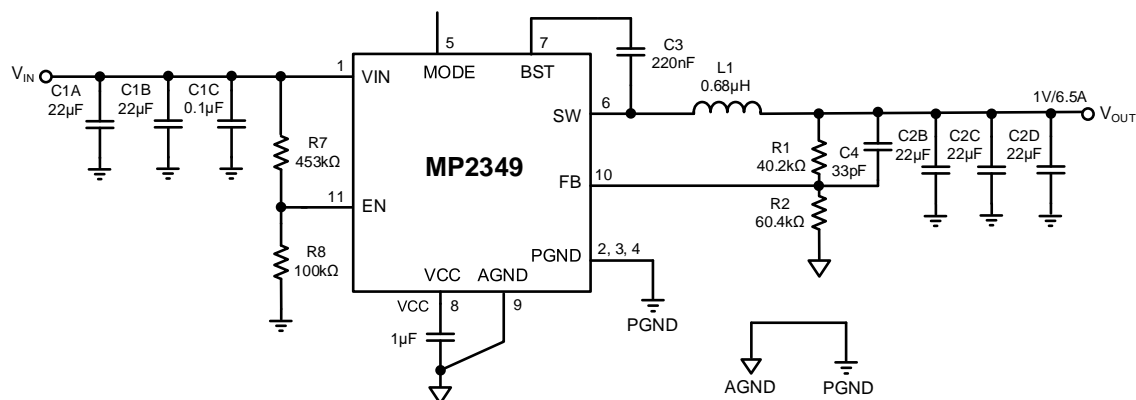 5
7
C3
220nF
V_IN
1
VIN
MODE
BST
L1
0.68µH
C1A
22µF
C1B
22µF
C1C
0.1µF
6
SW
1V/6.5A
V_OUT
R7
453kΩ
MP2349
R1
40.2kΩ
C4
33pF
C2B
22µF
C2C
22µF
C2D
22µF
FB
10
11
EN
R2
60.4kΩ
R8
100kΩ
PGND
2, 3, 4
VCC
AGND
VCC
8
9
PGND
1µF
AGND
PGND